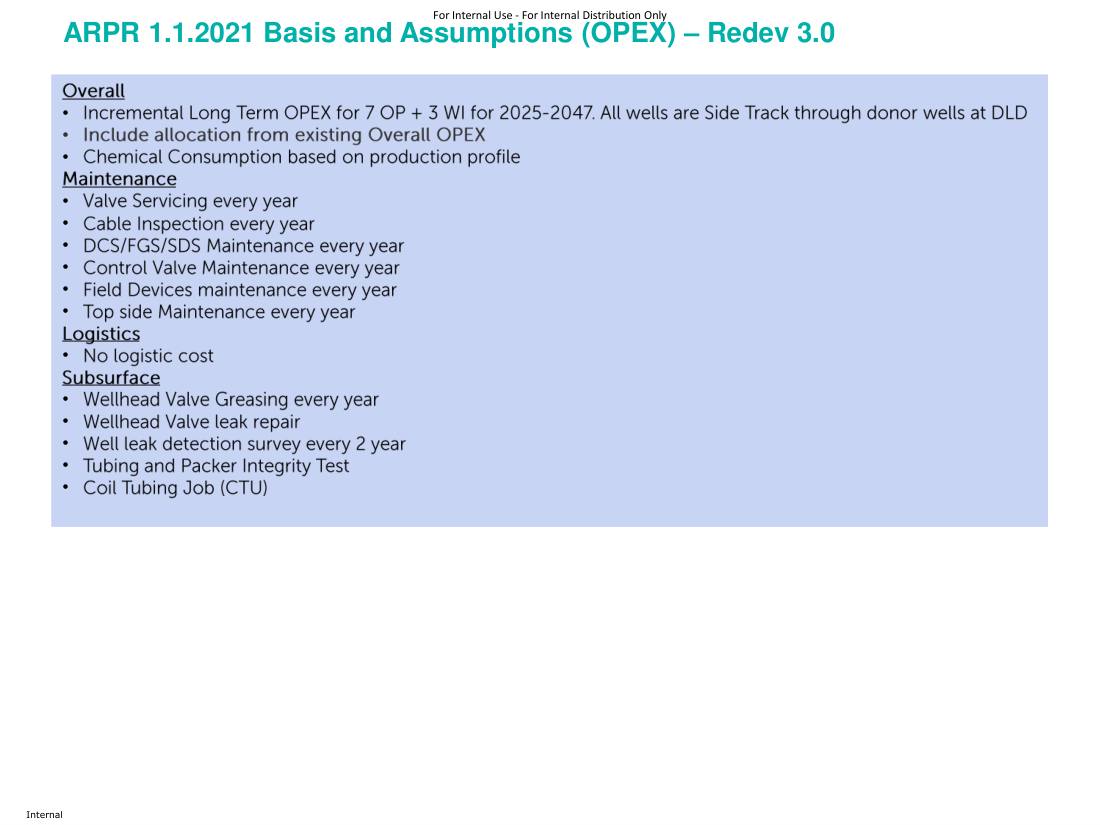 For Internal Use - For Internal Distribution Only
ARPR 1.1.2021 Basis and Assumptions (OPEX) – Redev 3.0
Overall
• Incremental Long Term OPEX for 7 OP + 3 WI for 2025-2047. All wells are Side Track through donor wells at DLD
• Include allocation from existing Overall OPEX
• Chemical Consumption based on production profile
Maintenance
• Valve Servicing every year
• Cable Inspection every year
• DCS/FGS/SDS Maintenance every year
• Control Valve Maintenance every year
• Field Devices maintenance every year
• Top side Maintenance every year
Logistics
• No logistic cost
Subsurface
• Wellhead Valve Greasing every year
• Wellhead Valve leak repair
• Well leak detection survey every 2 year
• Tubing and Packer Integrity Test
• Coil Tubing Job (CTU)
Internal